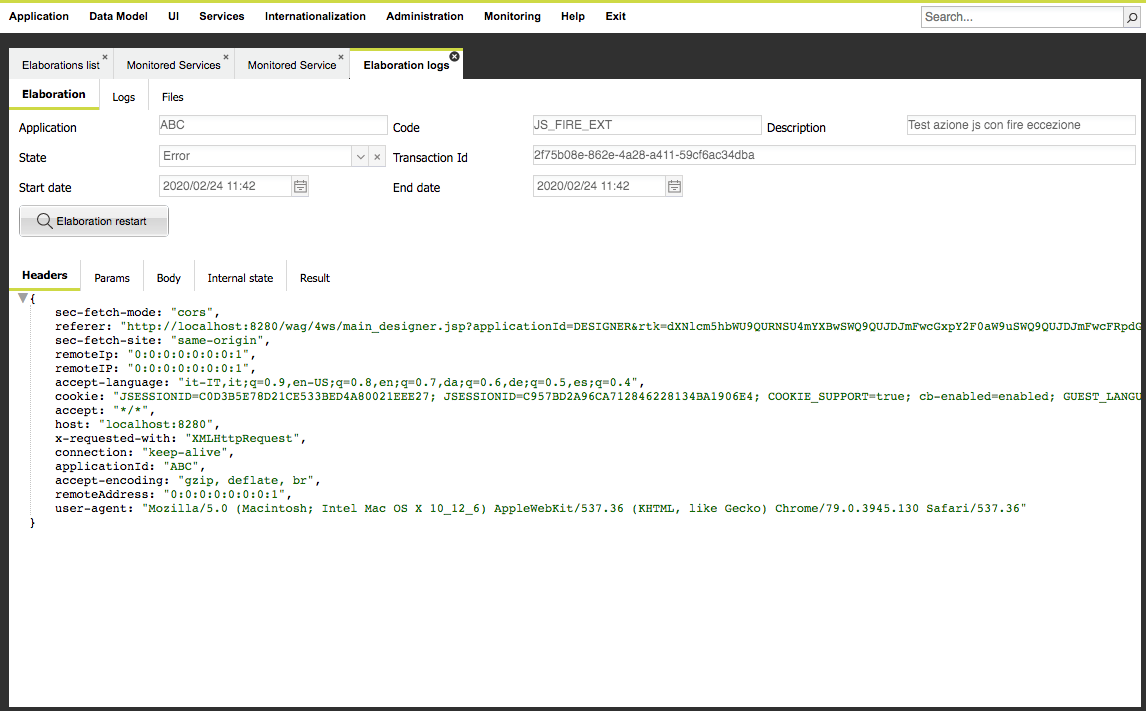 Application Data Model UI Services Internationalization Administration Monitoring Help Exit Search...
Elaborations list Monitored Services Monitored Service Elaboration logs
Elaboration Logs Files
Application ABC Code JS_FIRE_EXT Description Test azione js con fire eccezione
State Error Transaction Id 2f75b08e-862e-4a28-a411-59cf6ac34dba
Start date 2020/02/24 11:42 End date 2020/02/24 11:42
Elaboration restart
Headers Params Body Internal state Result
{
sec-fetch-mode: "cors",
referer: "http://localhost:8280/wag/4ws/main_designer.jsp?applicationId=DESIGNER&rtk=dXNlcm5hbWU9QURNSU4mYXBwSWQ9QUJDJmFwcGxpY2F0aW9uSWQ9QUJDJmFwcFRpdG
sec-fetch-site: "same-origin",
remoteIp: "0:0:0:0:0:0:0:1",
remoteIP: "0:0:0:0:0:0:0:1",
accept-language: "it-IT,it;q=0.9,en-US;q=0.8,en;q=0.7,da;q=0.6,de;q=0.5,es;q=0.4",
cookie: "JSESSIONID=C0D3B5E78D21CE533BED4A80021EEE27; JSESSIONID=C957BD2A96CA712846228134BA1906E4; COOKIE_SUPPORT=true; cb-enabled=enabled; GUEST_LANGU
accept: "*/*",
host: "localhost:8280",
x-requested-with: "XMLHttpRequest",
connection: "keep-alive",
applicationId: "ABC",
accept-encoding: "gzip, deflate, br",
remoteAddress: "0:0:0:0:0:0:0:1",
user-agent: "Mozilla/5.0 (Macintosh; Intel Mac OS X 10_12_6) AppleWebKit/537.36 (KHTML, like Gecko) Chrome/79.0.3945.130 Safari/537.36"
}